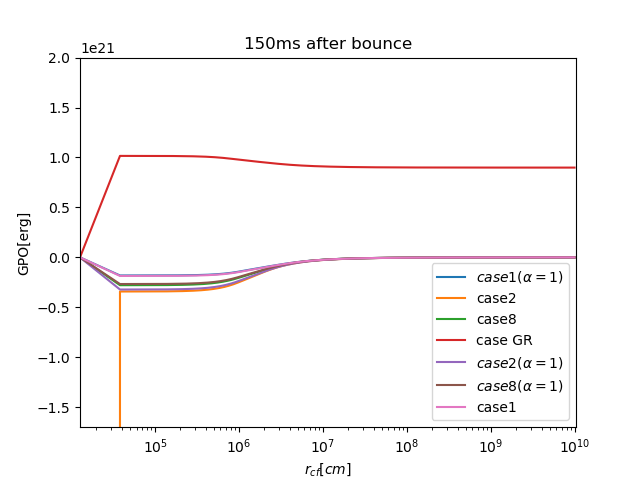 150ms after bounce
1e21
2.0
1.5
1.0
0.5
0.0
−0.5
−1.0
−1.5
GPO[erg]
case1(α = 1)
case2
case8
case GR
case2(α = 1)
case8(α = 1)
case1
10^5 10^6 10^7 10^8 10^9 10^10
r_cf[cm]